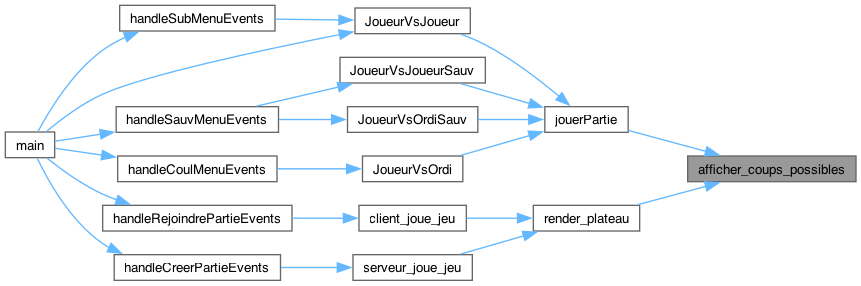 handleSubMenuEvents
JoueurVsJoueur
JoueurVsJoueurSauv
handleSauvMenuEvents
JoueurVsOrdiSauv
jouerPartie
main
handleCoulMenuEvents
JoueurVsOrdi
afficher_coups_possibles
handleRejoindrePartieEvents
client_joue_jeu
render_plateau
handleCreerPartieEvents
serveur_joue_jeu